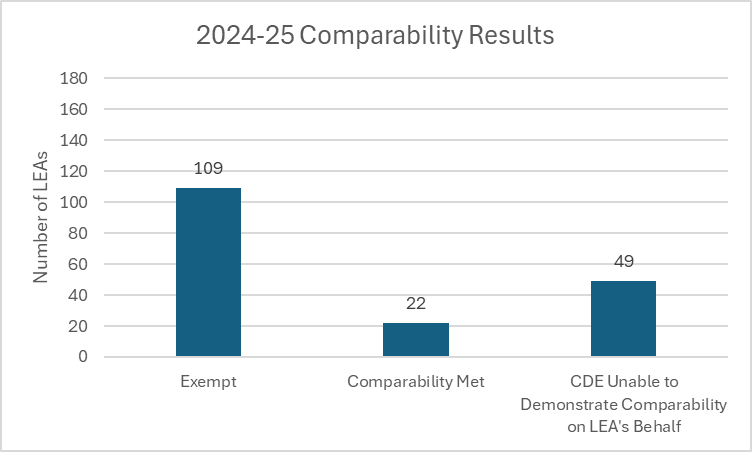 2024-25 Comparability Results
Number of LEAs
180
160
140
120
100
80
60
40
20
0
109
22
49
Exempt
Comparability Met
CDE Unable to
Demonstrate Comparability
on LEA's Behalf